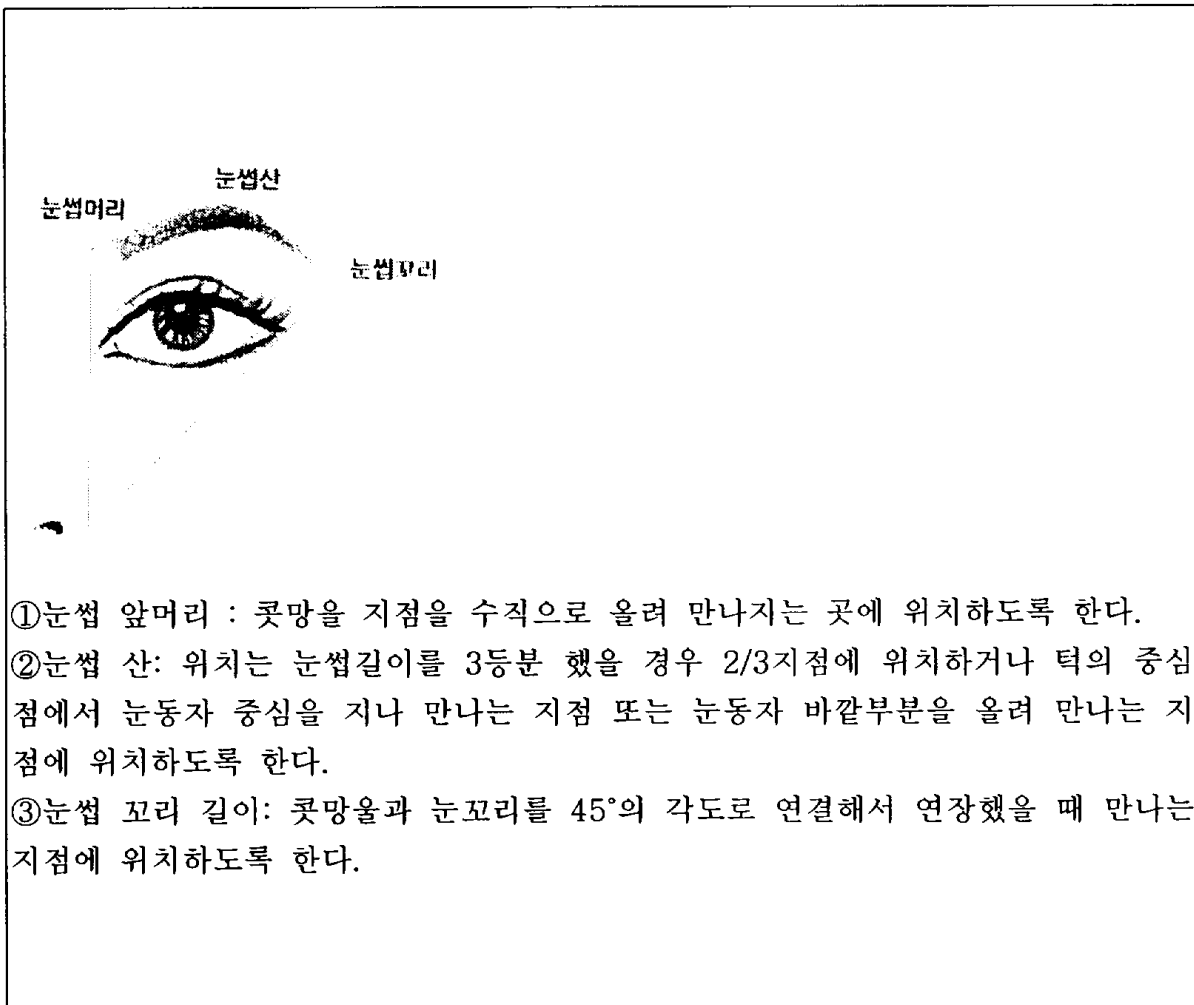 눈썹산
눈썹머리
눈썹꼬리
①눈썹 앞머리 : 콧망을 지점을 수직으로 올려 만나지는 곳에 위치하도록 한다.
②눈썹 산: 위치는 눈썹길이를 3등분 했을 경우 2/3지점에 위치하거나 턱의 중심
점에서 눈동자 중심을 지나 만나는 지점 또는 눈동자 바깥부분을 올려 만나는 지
점에 위치하도록 한다.
③눈썹 꼬리 길이: 콧망울과 눈꼬리를 45°의 각도로 연결해서 연장했을 때 만나는
지점에 위치하도록 한다.